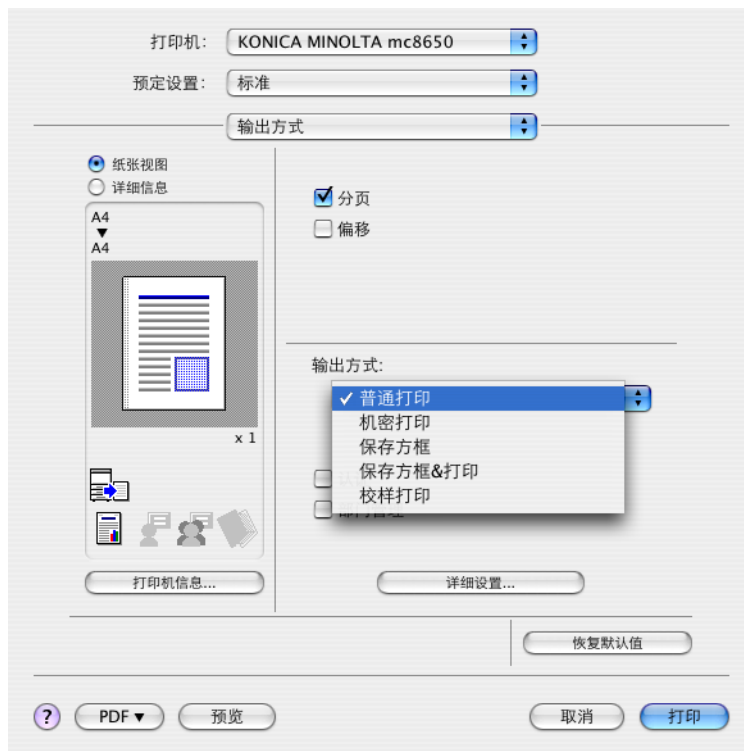 打印机: KONICA MINOLTA mc8650
预定设置: 标准
输出方式
纸张视图
详细信息
A4
A4
x 1
打印机信息...
分页
偏移
输出方式:
普通打印
机密打印
保存方框
保存方框&打印
校样打印
部门管理
详细设置...
恢复默认值
? PDF 预览 取消 打印